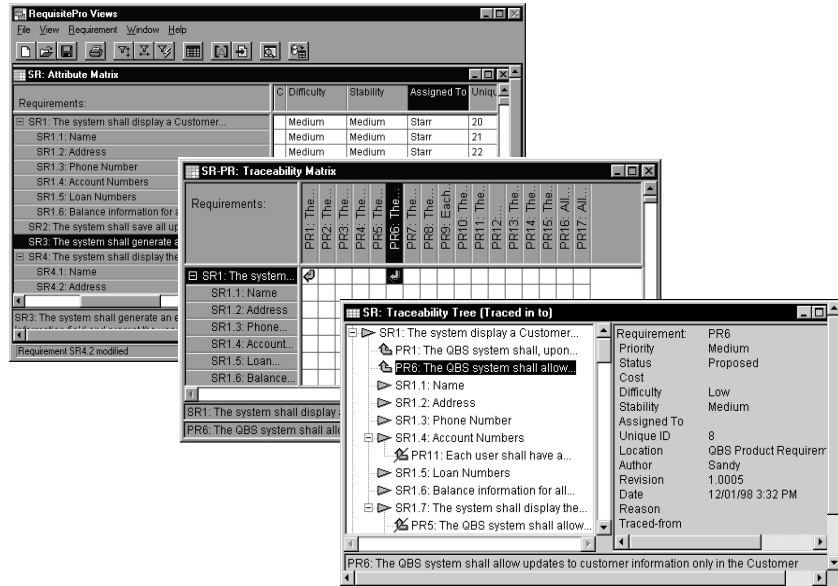 RequisitePro Views
File View Requirement Window Help
SR: Attribute Matrix
Requirements:
C Difficulty Stability Assigned To Uniqu
SR1: The system shall display a Customer...
Medium Medium Starr 20
SR1.1: Name
Medium Medium Starr 21
SR1.2: Address
Medium Medium Starr 22
SR1.3: Phone Number
SR1.4: Account Numbers
SR1.5: Loan Numbers
SR1.6: Balance information for a
SR2: The system shall save all up
SR3: The system shall generate a
SR4: The system shall display the
SR4.1: Name
SR4.2: Address
SR3: The system shall generate an e
Requirement SR4.2 modified
SR-PR: Traceability Matrix
Requirements:
PR1: The...
PR2: The...
PR3: The...
PR4: The...
PR5: The...
PR6: The...
PR7: The...
PR8: The...
PR9: Each...
PR10: The...
PR11: The...
PR12:...
PR13: The...
PR14: The...
PR15: The...
PR16: All...
PR17: All...
SR1: The system...
SR1.1: Name
SR1.2: Address
SR1.3: Phone...
SR1.4: Account...
SR1.5: Loan...
SR1.6: Balance...
SR1: The system shall display
PR6: The QBS system shall all
SR: Traceability Tree (Traced in to)
SR1: The system display a Customer...
PR1: The QBS system shall, upon...
PR6: The QBS system shall allow...
SR1.1: Name
SR1.2: Address
SR1.3: Phone Number
SR1.4: Account Numbers
PR11: Each user shall have a...
SR1.5: Loan Numbers
SR1.6: Balance information for all...
SR1.7: The system shall display the...
PR5: The QBS system shall allow...
Requirement: PR6
Priority Medium
Status Proposed
Cost
Difficulty Low
Stability Medium
Assigned To
Unique ID 8
Location QBS Product Requirem
Author Sandy
Revision 1.0005
Date 12/01/98 3:32 PM
Reason
Traced-from
PR6: The QBS system shall allow updates to customer information only in the Customer